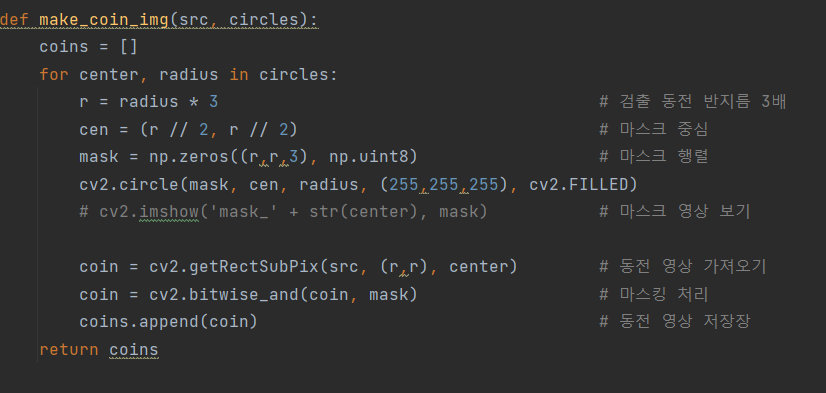 def make_coin_img(src, circles):
    coins = []
    for center, radius in circles:
        r = radius * 3                                      # 검출 동전 반지름 3배
        cen = (r // 2, r // 2)                              # 마스크 중심
        mask = np.zeros((r,r,3), np.uint8)                  # 마스크 행렬
        cv2.circle(mask, cen, radius, (255,255,255), cv2.FILLED)
        # cv2.imshow('mask_' + str(center), mask)           # 마스크 영상 보기

        coin = cv2.getRectSubPix(src, (r,r), center)        # 동전 영상 가져오기
        coin = cv2.bitwise_and(coin, mask)                  # 마스킹 처리
        coins.append(coin)                                  # 동전 영상 저장장
    return coins